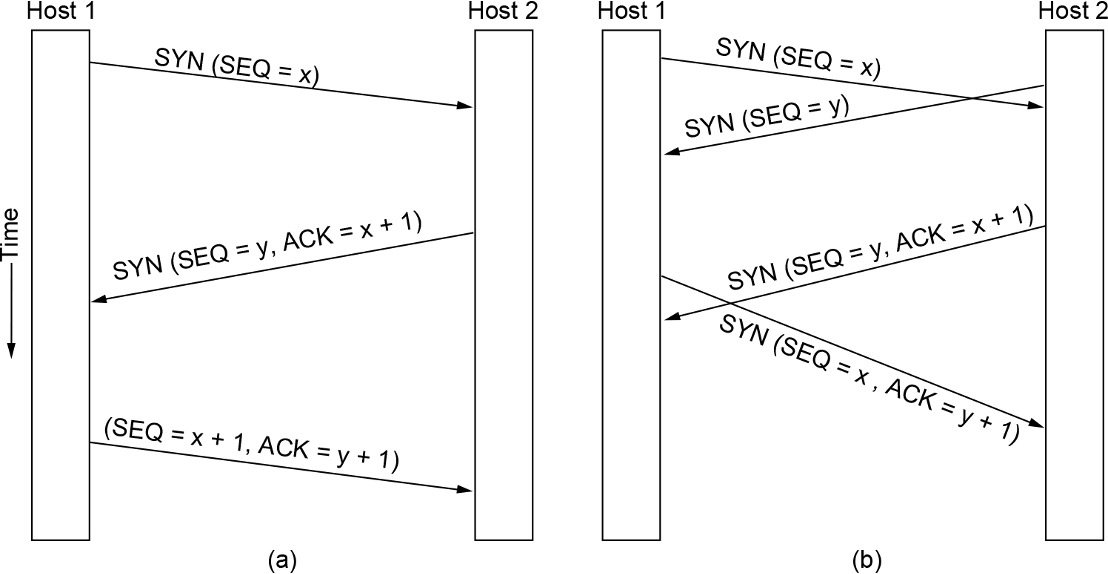 Host 1
Host 2
SYN (SEQ = x)
SYN (SEQ = y, ACK = x + 1)
(SEQ = x + 1, ACK = y + 1)
Time
(a)
Host 1
Host 2
SYN (SEQ = x)
SYN (SEQ = y)
SYN (SEQ = y, ACK = x + 1)
SYN (SEQ = x , ACK = y + 1)
(b)